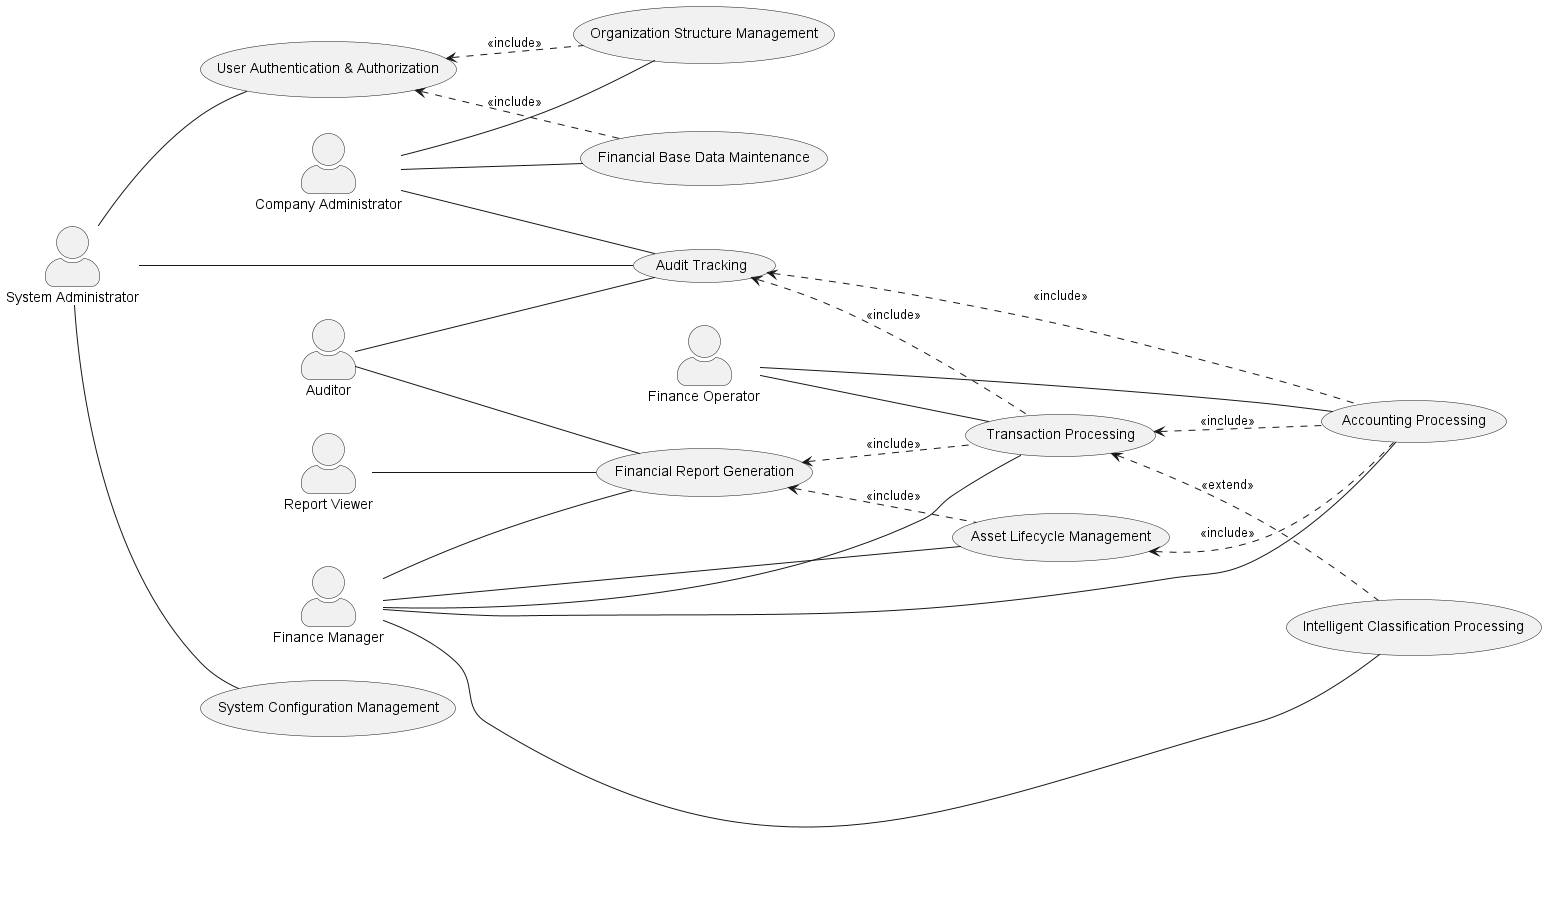 Organization Structure Management
«include»
User Authentication & Authorization
«include»
Financial Base Data Maintenance
Company Administrator
Audit Tracking
System Administrator
«include»
«include»
Auditor
Finance Operator
Accounting Processing
«include»
Transaction Processing
«include»
Financial Report Generation
«extend»
«include»
Report Viewer
«include»
Asset Lifecycle Management
Intelligent Classification Processing
Finance Manager
System Configuration Management